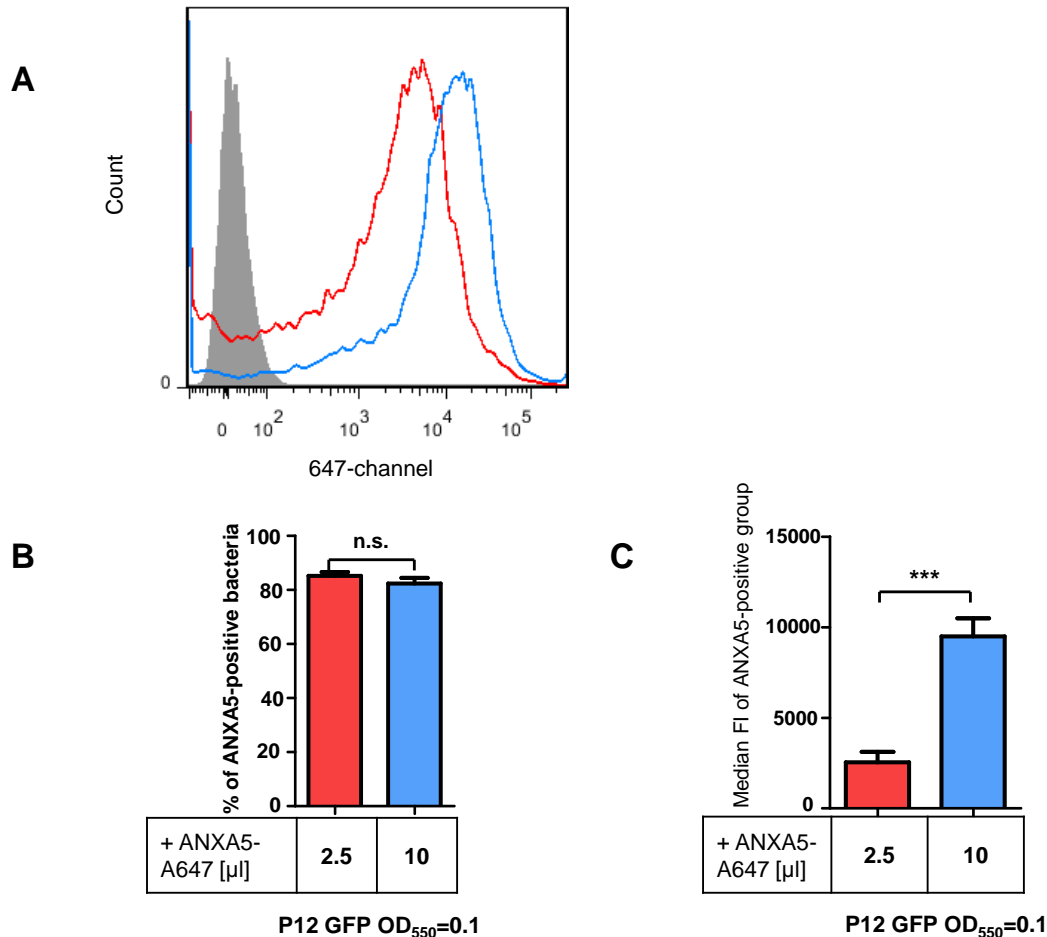 A
Count
0
0 10² 10³ 10⁴ 10⁵
647-channel
B
% of ANXA5-positive bacteria
100
80
60
40
20
0
n.s.
+ ANXA5-
A647 [µl]
2.5 10
P12 GFP OD₅₅₀=0.1
C
Median FI of ANXA5-positive group
15000
10000
5000
0
***
+ ANXA5-
A647 [µl]
2.5 10
P12 GFP OD₅₅₀=0.1